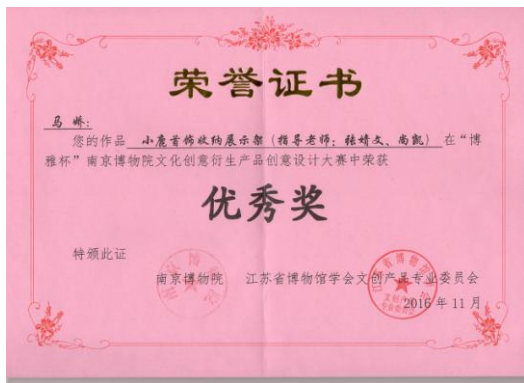 荣誉证书
马娇：
您的作品 小鹿首饰收纳展示架（指导老师：张婧文、尚凯） 在“博
雅杯”南京博物院文化创意衍生产品创意设计大赛中荣获
优秀奖
特颁此证
南京博物院 江苏省博物馆学会文创产品专业委员会
2016年11月